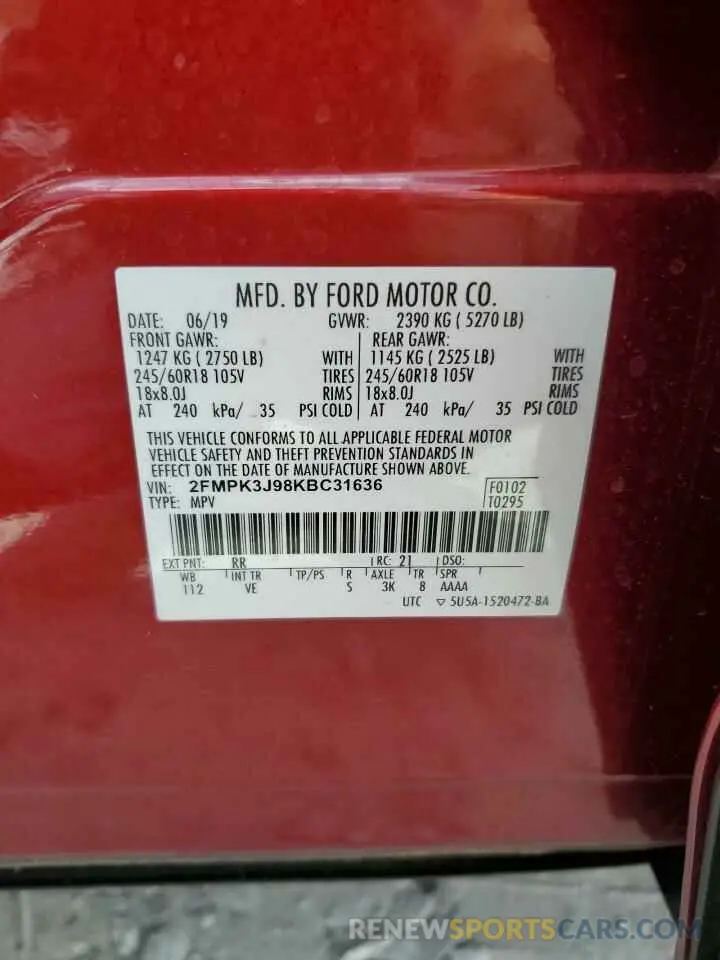 MFD. BY FORD MOTOR CO.
DATE: 06/19 GVWR: 2390 KG ( 5270 LB)
FRONT GAWR: REAR GAWR:
1247 KG ( 2750 LB) WITH 1145 KG ( 2525 LB) WITH
245/60R18 105V TIRES 245/60R18 105V TIRES
18x8.0J RIMS 18x8.0J RIMS
AT 240 kPa/ 35 PSI COLD AT 240 kPa/ 35 PSI COLD
THIS VEHICLE CONFORMS TO ALL APPLICABLE FEDERAL MOTOR
VEHICLE SAFETY AND THEFT PREVENTION STANDARDS IN
EFFECT ON THE DATE OF MANUFACTURE SHOWN ABOVE.
VIN: 2FMPK3J98KBC31636 F0102
TYPE: MPV T0295
EXT PNT: RR RC: 21 DSO:
WB INT TR TP/PS R AXLE TR SPR
112 VE 5 3K 8 AAAA
UTC ▽ 5U5A-1520472-BA
RENEWSPORTSCARS.COM